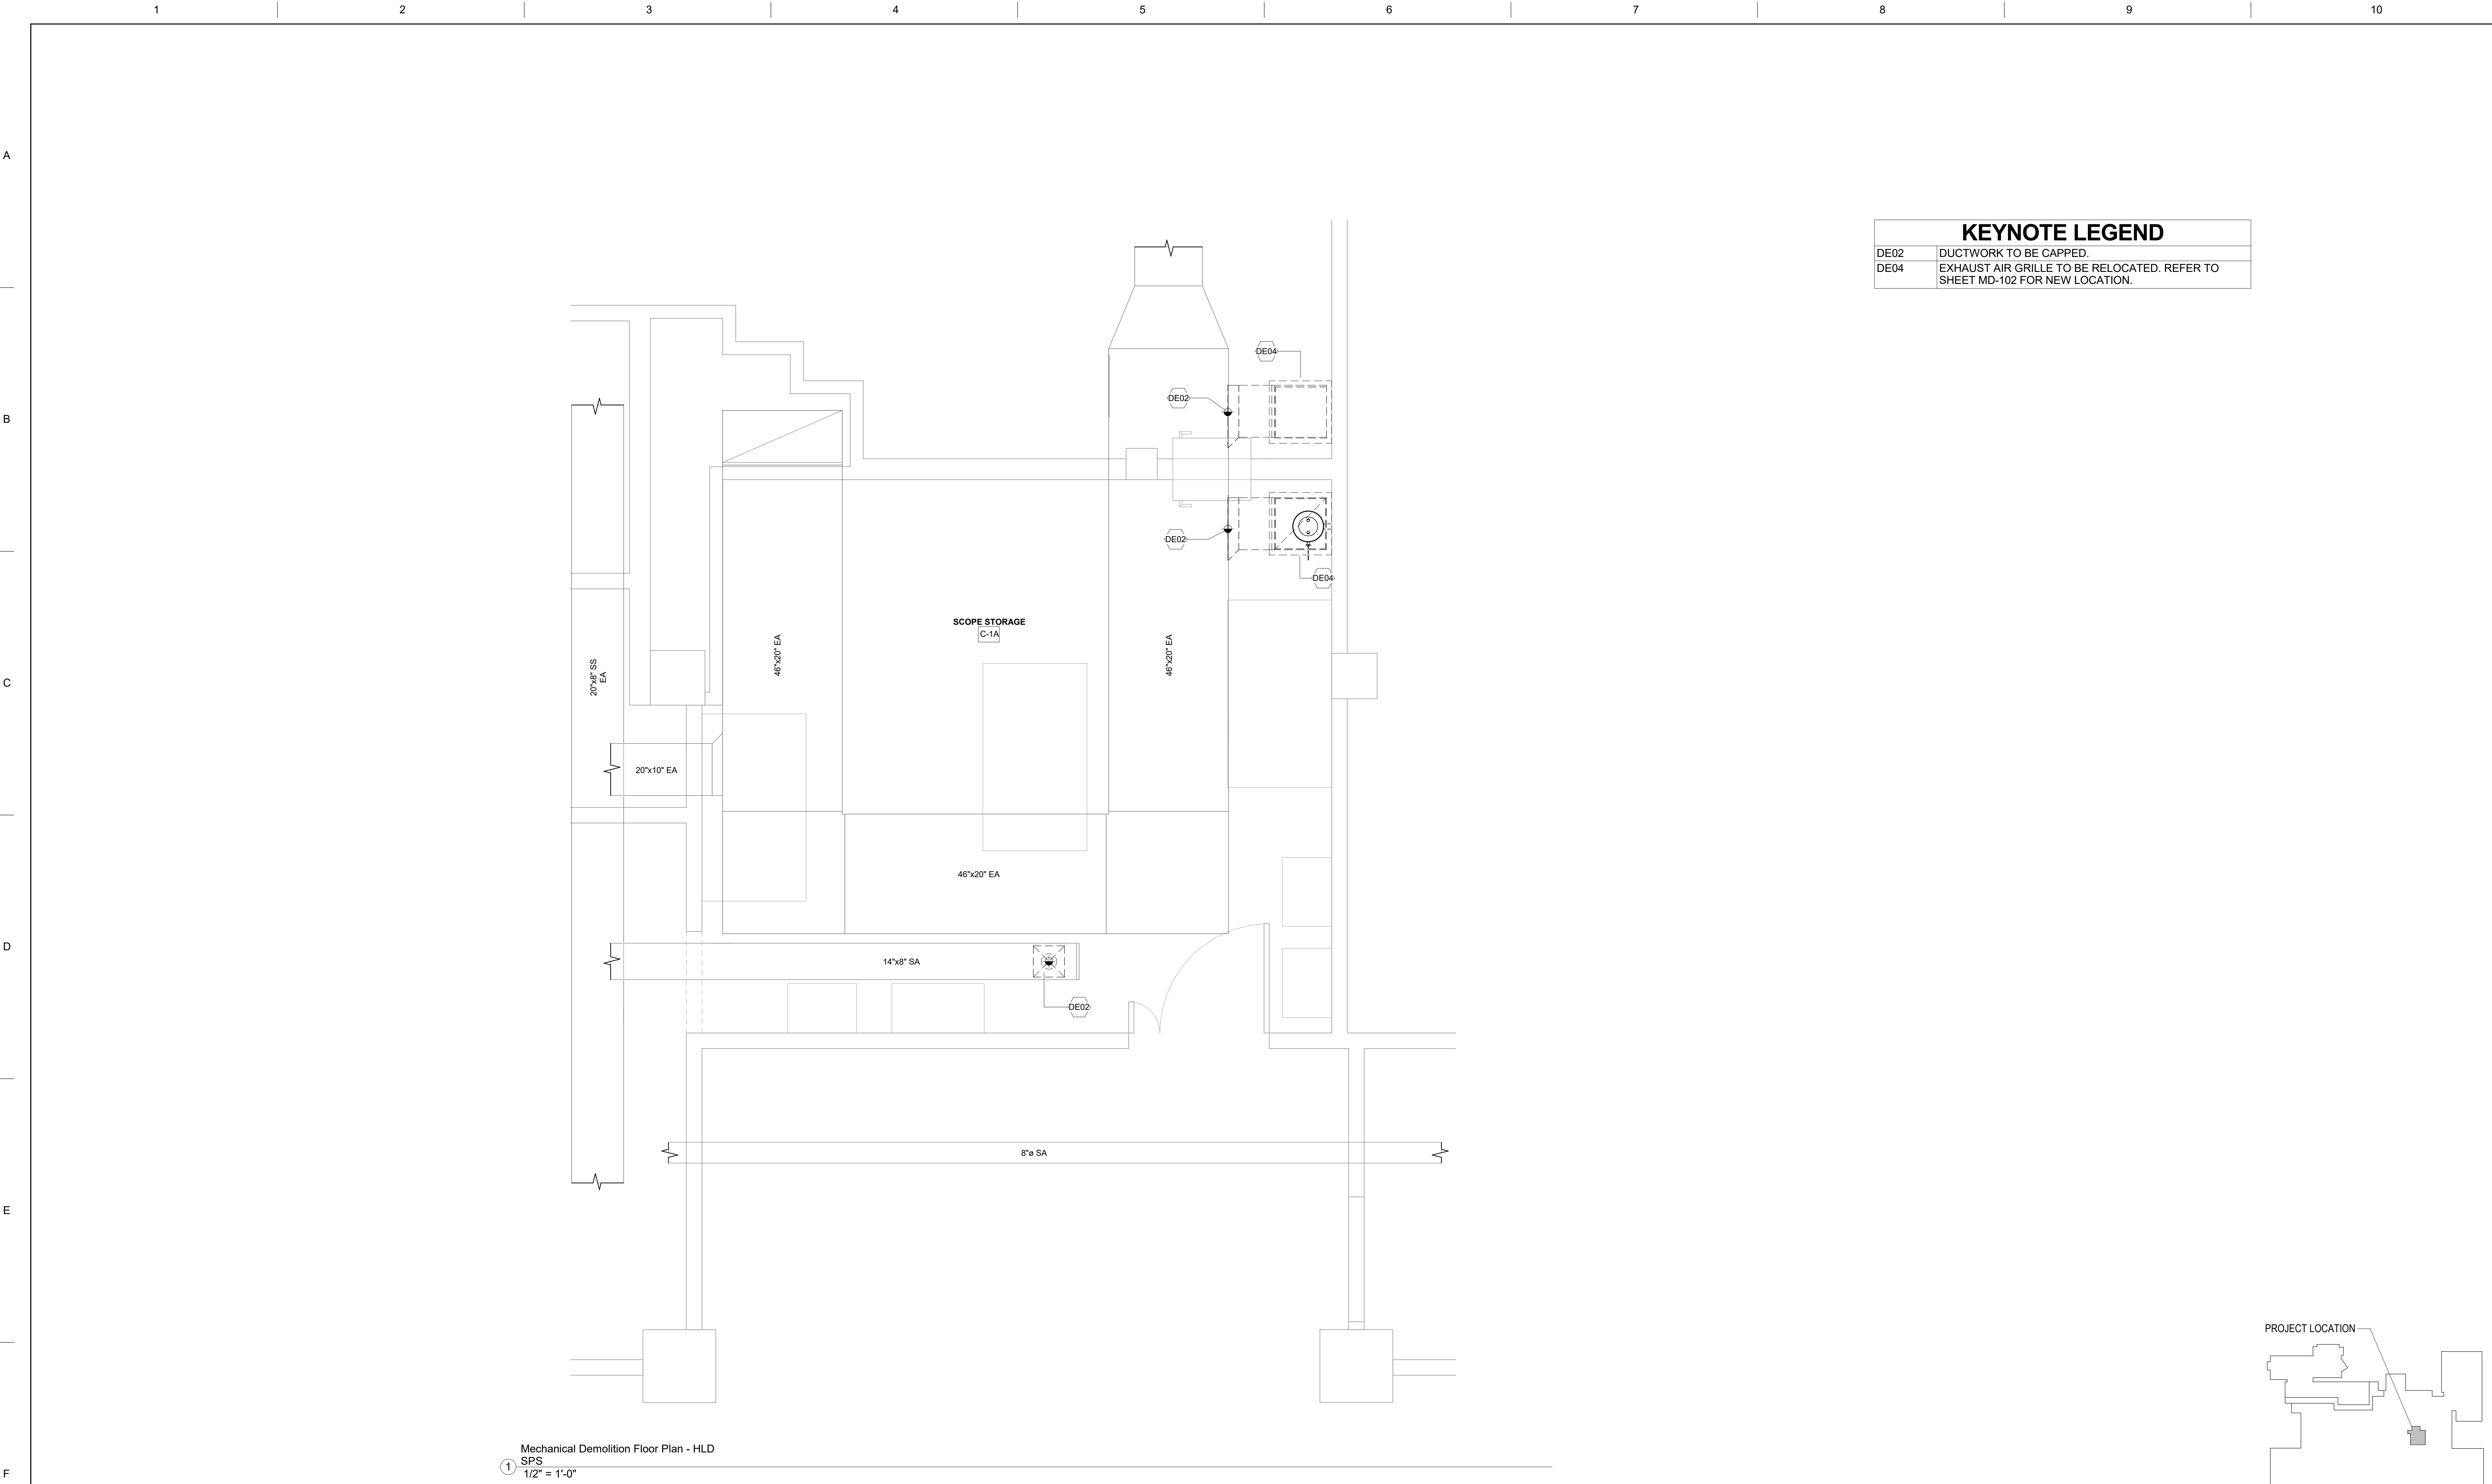 1
2
3
4
5
6
7
8
9
10
A
B
C
D
E
F
KEYNOTE LEGEND
DE02 DUCTWORK TO BE CAPPED.
DE04 EXHAUST AIR GRILLE TO BE RELOCATED. REFER TO
SHEET MD-102 FOR NEW LOCATION.
DE04
DE02
DE02
DE04
SCOPE STORAGE
C-1A
46"x20" EA
46"x20" EA
20"x8" SS
EA
20"x10" EA
46"x20" EA
14"x8" SA
DE02
8"ø SA
PROJECT LOCATION
Mechanical Demolition Floor Plan - HLD
SPS
1
1/2" = 1'-0"